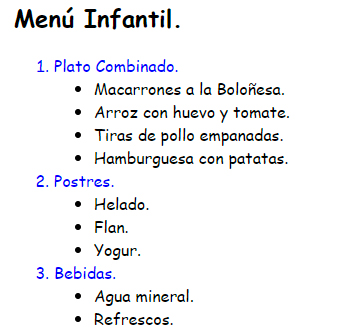 Menú Infantil.
1. Plato Combinado.
• Macarrones a la Boloñesa.
• Arroz con huevo y tomate.
• Tiras de pollo empanadas.
• Hamburguesa con patatas.
2. Postres.
• Helado.
• Flan.
• Yogur.
3. Bebidas.
• Agua mineral.
• Refrescos.